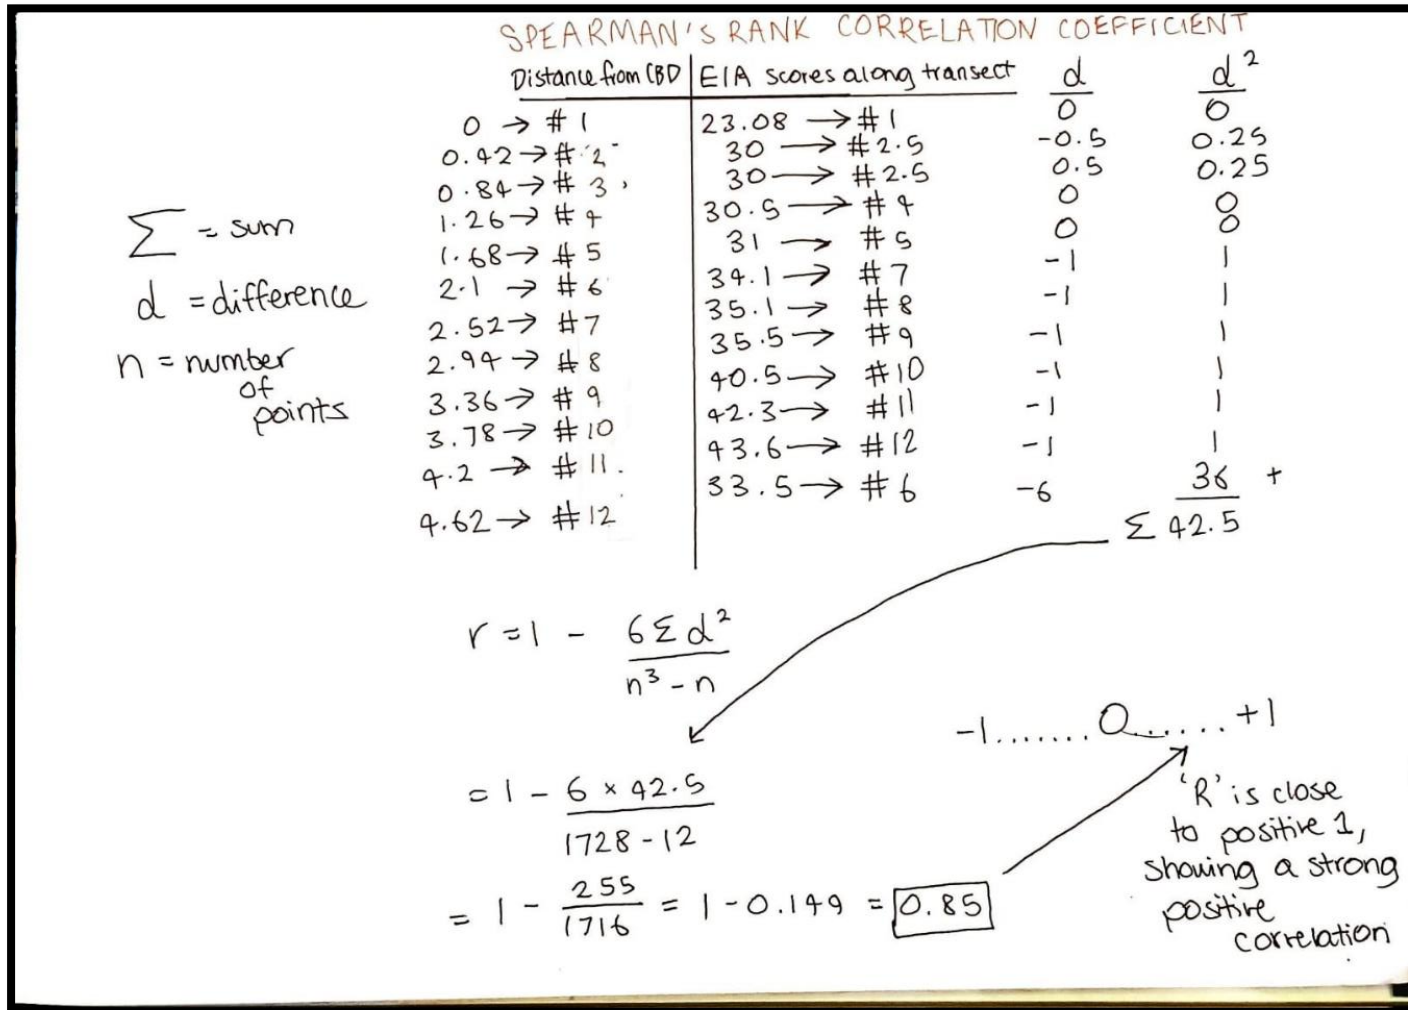 SPEARMAN'S RANK CORRELATION COEFFICIENT
Distance from CBD | EIA scores along transect d d²
0 → #1 23.08 → #1 0 0
0.42 → #2 30 → #2.5 -0.5 0.25
0.84 → #3 30 → #2.5 0.5 0.25
1.26 → #4 30.5 → #4 0 0
1.68 → #5 31 → #5 0 0
2.1 → #6 34.1 → #7 -1 1
2.52 → #7 35.1 → #8 -1 1
2.94 → #8 35.5 → #9 -1 1
3.36 → #9 40.5 → #10 -1 1
3.78 → #10 42.3 → #11 -1 1
4.2 → #11. 43.6 → #12 -1 1
4.62 → #12 33.5 → #6 -6 36 +
Σ 42.5
Σ = sum
d = difference
n = number
of
points
r = 1 - 6Σd² / n³ - n
= 1 - 6 × 42.5 / 1728 - 12
= 1 - 255 / 1716 = 1 - 0.149 = 0.85
-1.......0......+1
'R' is close
to positive 1,
showing a strong
positive
correlation